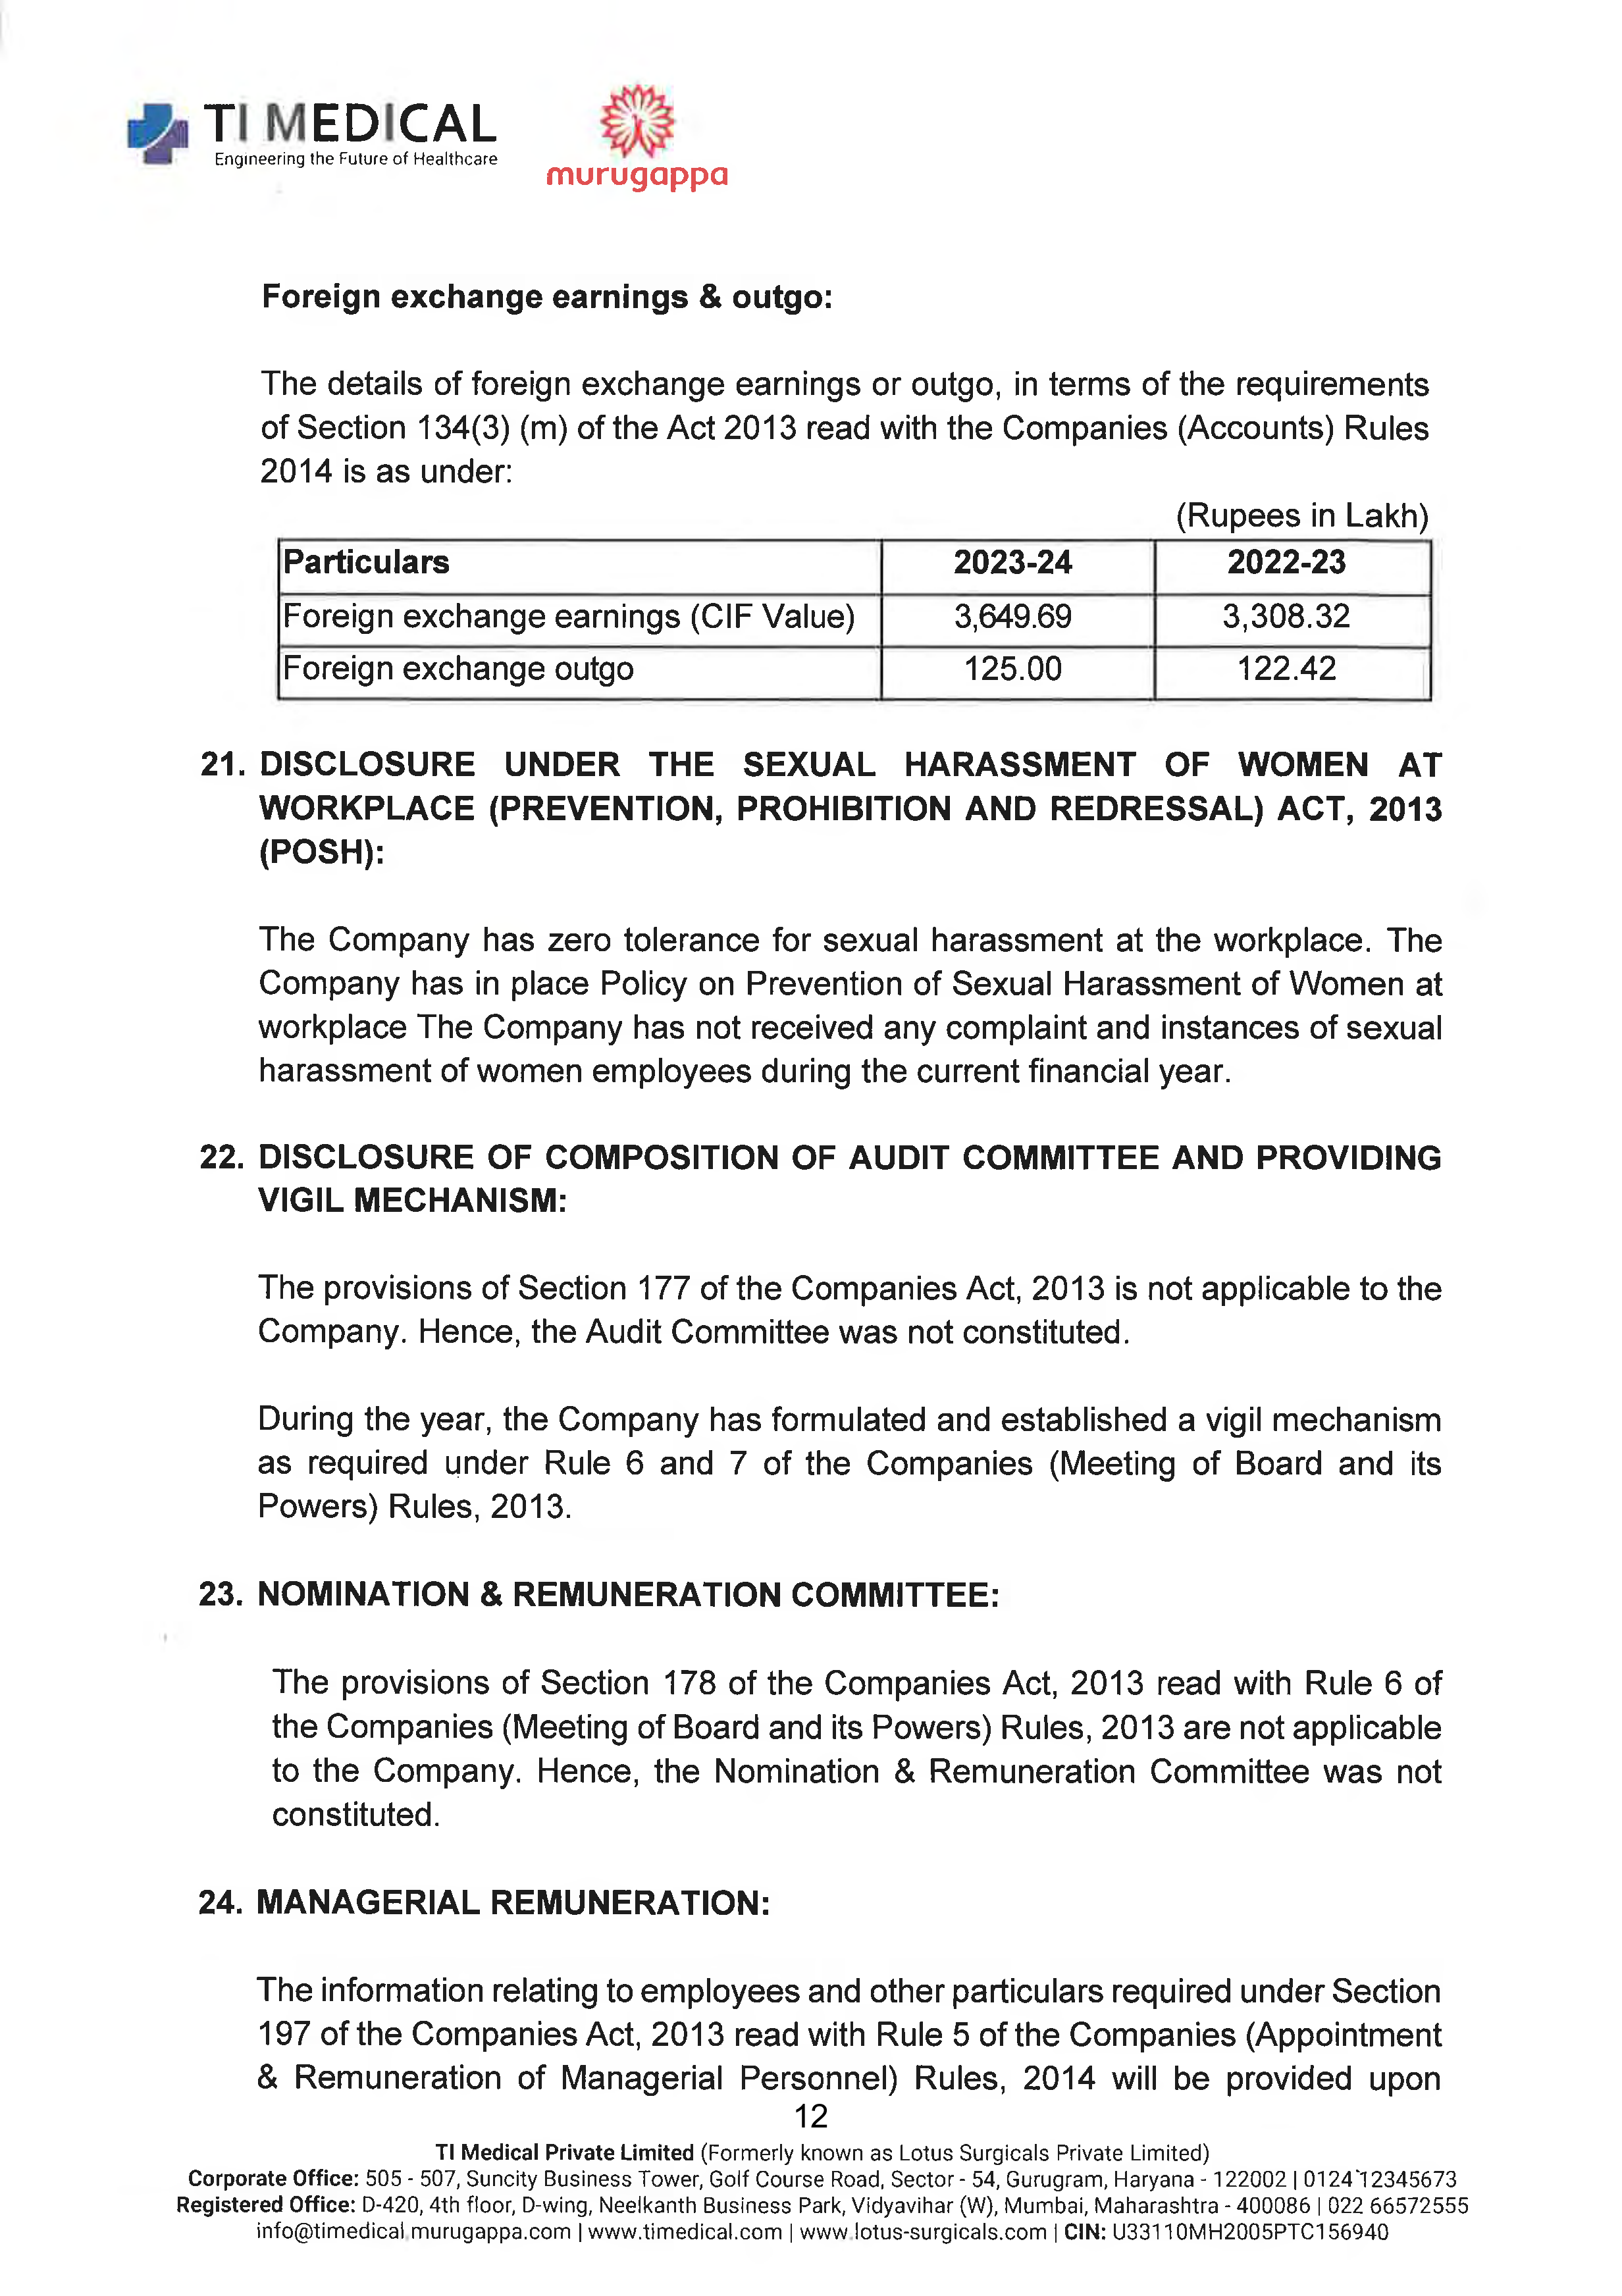 TI MEDICAL
Engineering the Future of Healthcare
murugappa
Foreign exchange earnings & outgo:
The details of foreign exchange earnings or outgo, in terms of the requirements
of Section 134(3) (m) of the Act 2013 read with the Companies (Accounts) Rules
2014 is as under:
(Rupees in Lakh)
Particulars 2023-24 2022-23
Foreign exchange earnings (CIF Value) 3,649.69 3,308.32
Foreign exchange outgo 125.00 122.42
21. DISCLOSURE UNDER THE SEXUAL HARASSMENT OF WOMEN AT
WORKPLACE (PREVENTION, PROHIBITION AND REDRESSAL) ACT, 2013
(POSH):
The Company has zero tolerance for sexual harassment at the workplace. The
Company has in place Policy on Prevention of Sexual Harassment of Women at
workplace The Company has not received any complaint and instances of sexual
harassment of women employees during the current financial year.
22. DISCLOSURE OF COMPOSITION OF AUDIT COMMITTEE AND PROVIDING
VIGIL MECHANISM:
The provisions of Section 177 of the Companies Act, 2013 is not applicable to the
Company. Hence, the Audit Committee was not constituted.
During the year, the Company has formulated and established a vigil mechanism
as required under Rule 6 and 7 of the Companies (Meeting of Board and its
Powers) Rules, 2013.
23. NOMINATION & REMUNERATION COMMITTEE:
The provisions of Section 178 of the Companies Act, 2013 read with Rule 6 of
the Companies (Meeting of Board and its Powers) Rules, 2013 are not applicable
to the Company. Hence, the Nomination & Remuneration Committee was not
constituted.
24. MANAGERIAL REMUNERATION:
The information relating to employees and other particulars required under Section
197 of the Companies Act, 2013 read with Rule 5 of the Companies (Appointment
& Remuneration of Managerial Personnel) Rules, 2014 will be provided upon
12
TI Medical Private Limited (Formerly known as Lotus Surgicals Private Limited)
Corporate Office: 505 - 507, Suncity Business Tower, Golf Course Road, Sector - 54, Gurugram, Haryana - 122002 | 0124 12345673
Registered Office: D-420, 4th floor, D-wing, Neelkanth Business Park, Vidyavihar (W), Mumbai, Maharashtra - 400086 | 022 66572555
info@timedical.murugappa.com | www.timedical.com | www.lotus-surgicals.com | CIN: U33110MH2005PTC156940